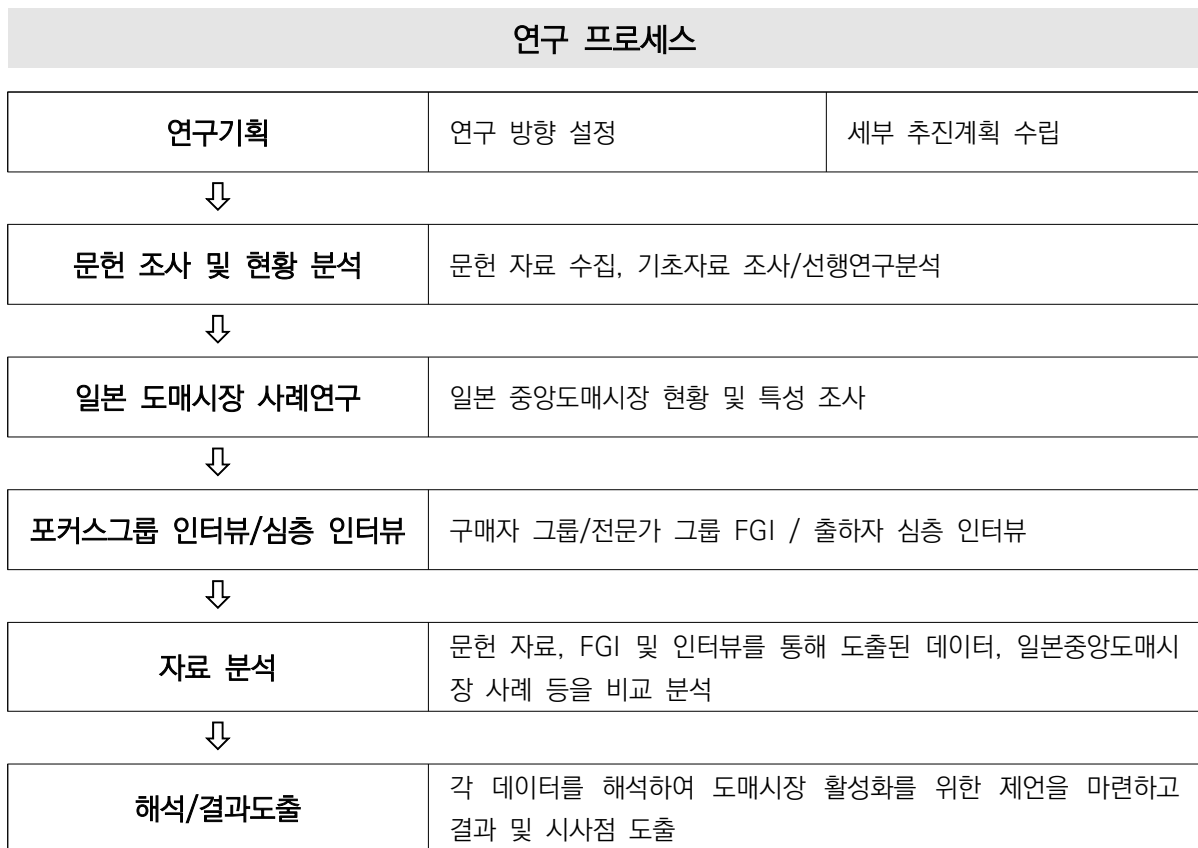 연구 프로세스
연구기획
연구 방향 설정
세부 추진계획 수립
문헌 조사 및 현황 분석
문헌 자료 수집, 기초자료 조사/선행연구분석
일본 도매시장 사례연구
일본 중앙도매시장 현황 및 특성 조사
포커스그룹 인터뷰/심층 인터뷰
구매자 그룹/전문가 그룹 FGI / 출하자 심층 인터뷰
자료 분석
문헌 자료, FGI 및 인터뷰를 통해 도출된 데이터, 일본중앙도매시
장 사례 등을 비교 분석
해석/결과도출
각 데이터를 해석하여 도매시장 활성화를 위한 제언을 마련하고
결과 및 시사점 도출